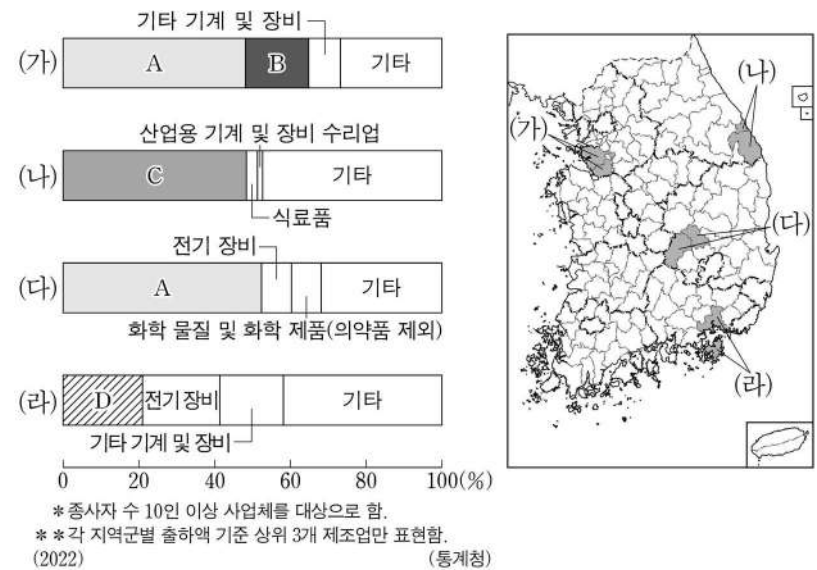 기타 기계 및 장비
(가) A B 기타
산업용 기계 및 장비 수리업
(나) C 기타
식료품
전기 장비
(다) A 기타
화학 물질 및 화학 제품(의약품 제외)
(라) D 전기 장비 기타
기타 기계 및 장비
0 20 40 60 80 100(%)
*종사자 수 10인 이상 사업체를 대상으로 함.
**각 지역군별 출하액 기준 상위 3개 제조업만 표현함.
(2022) (통계청)
(나)
(가)
(다)
(라)